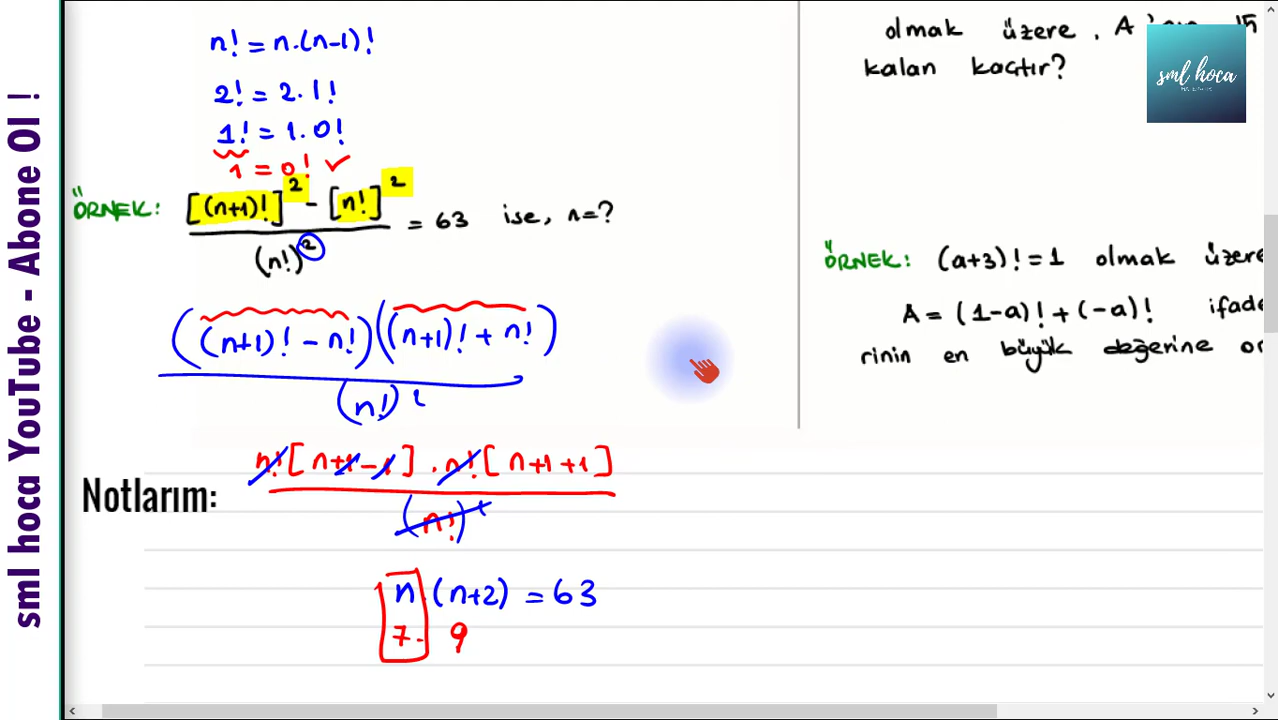 sml hoca YouTube - Abone Ol !
n! = n.(n-1)!
2! = 2.1!
1! = 1.0!
1 = 0! ✓
ÖRNEK: [(n+1)!]² - [n!]² / (n!)² = 63 ise, n=?
((n+1)! - n!)((n+1)! + n!)
(n!)²
n![n+1-1] . n![n+1+1]
(n!)²
Notlarım:
n.(n+2) = 63
7. 9
olmak üzere, A 15
kalan kaçtır?
sml hoca
ÖRNEK: (a+3)! = 1 olmak üzere
A = (1-a)! + (-a)! ifade
rinin en büyük değerine or